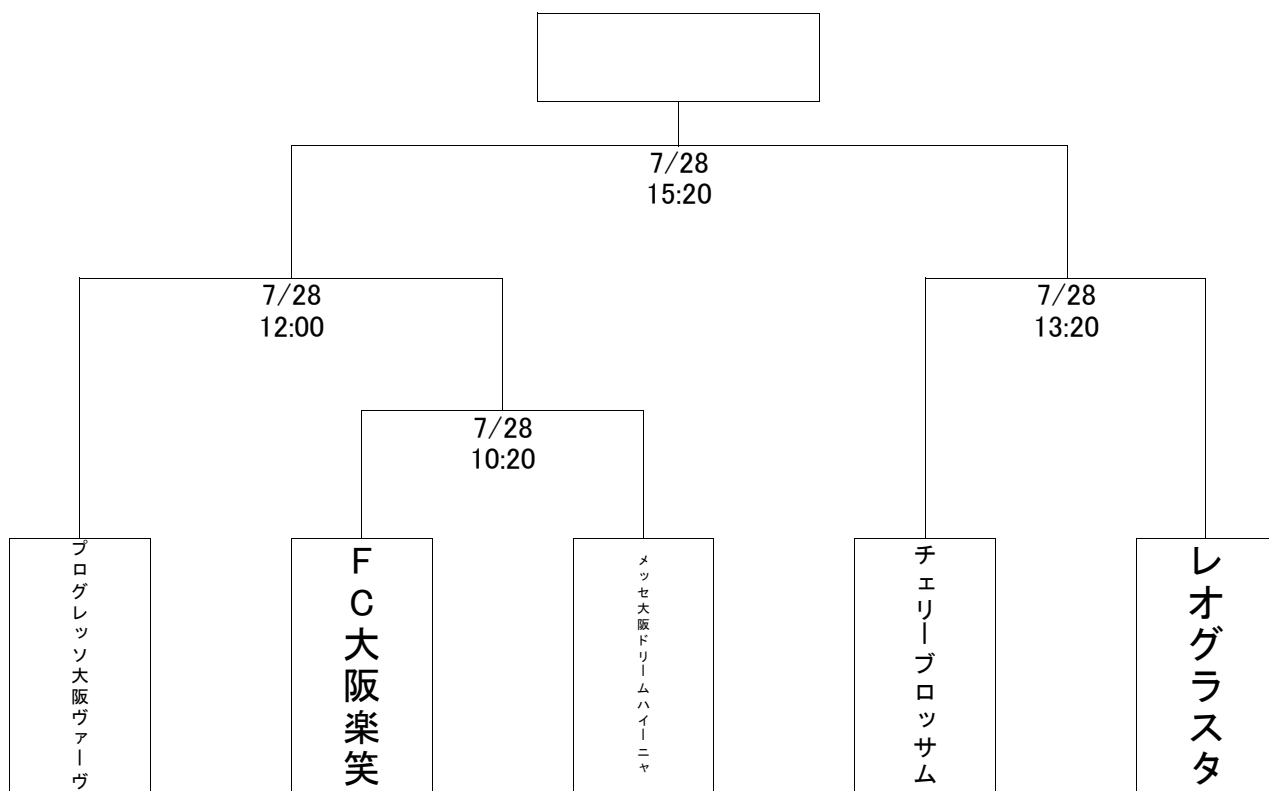 7/28
15:20
7/28
12:00
7/28
13:20
7/28
10:20
プログレッソ大阪ヴァーヴ
FC大阪楽笑
メッセ大阪ドリームハイーニャ
チェリーブロッサム
レオグラスタ